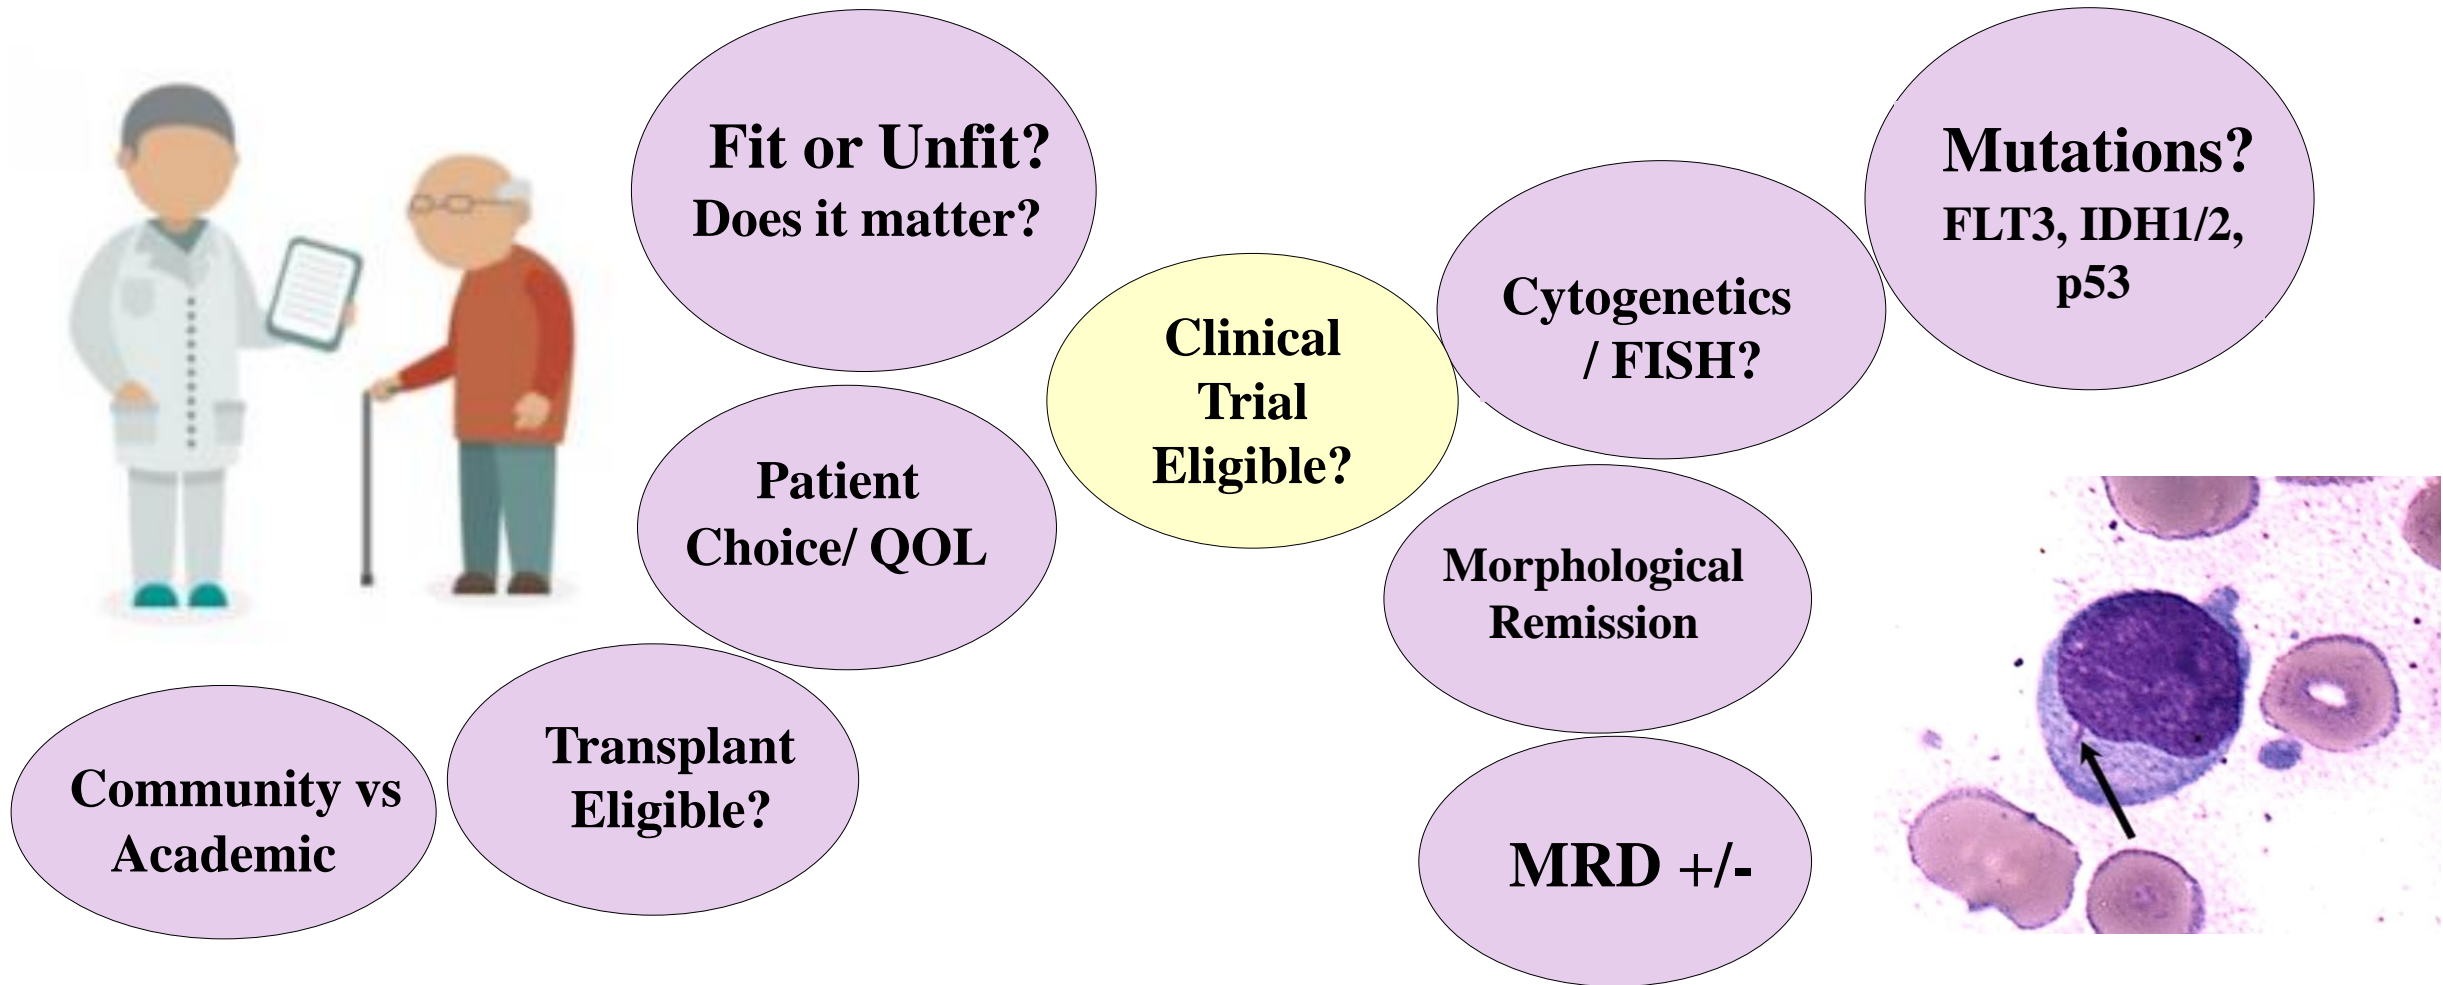 Fit or Unfit?
Does it matter?
Patient
Choice/ QOL
Transplant
Eligible?
Community vs
Academic
Clinical
Trial
Eligible?
Cytogenetics
/ FISH?
Mutations?
FLT3, IDH1/2,
p53
Morphological
Remission
MRD +/-